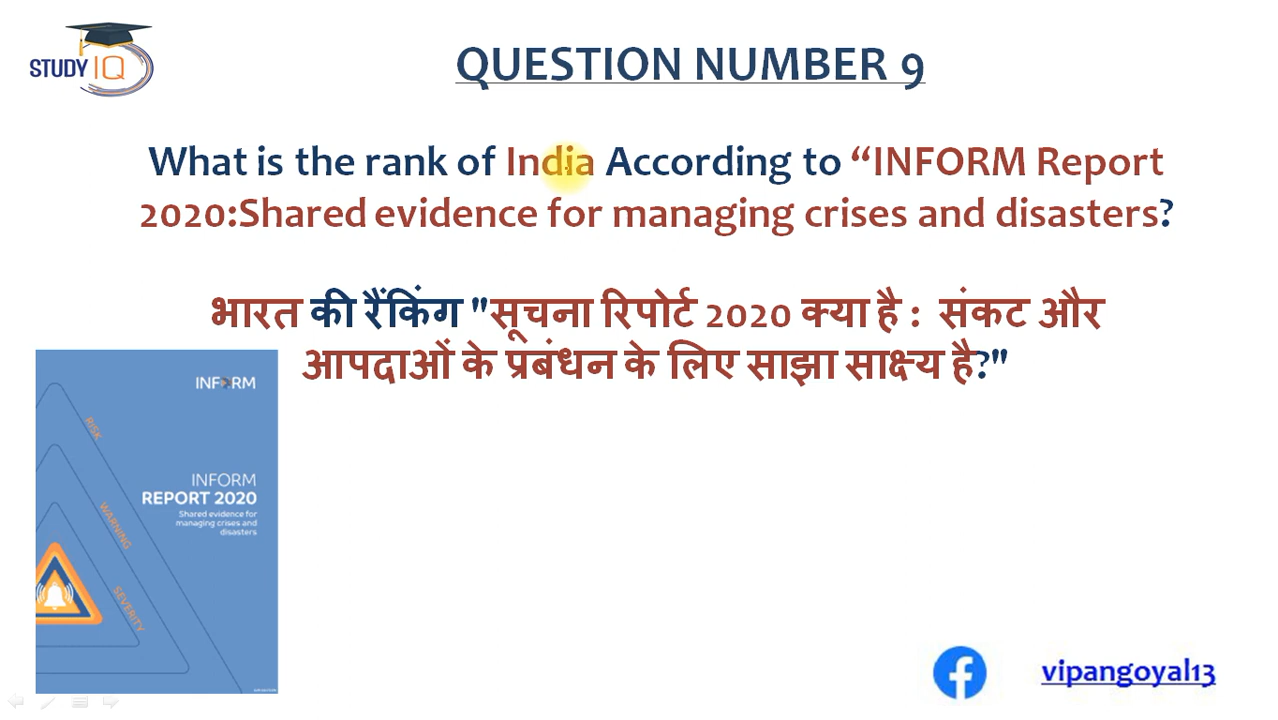 STUDY IQ
QUESTION NUMBER 9
What is the rank of India According to “INFORM Report
2020:Shared evidence for managing crises and disasters?
भारत की रैंकिंग "सूचना रिपोर्ट 2020 क्या है : संकट और
आपदाओं के प्रबंधन के लिए साझा साक्ष्य है?"
INFORM
RISK
INFORM
REPORT 2020
Shared evidence for
managing crises and
disasters
WARNING
SEVERITY
vipangoyal13